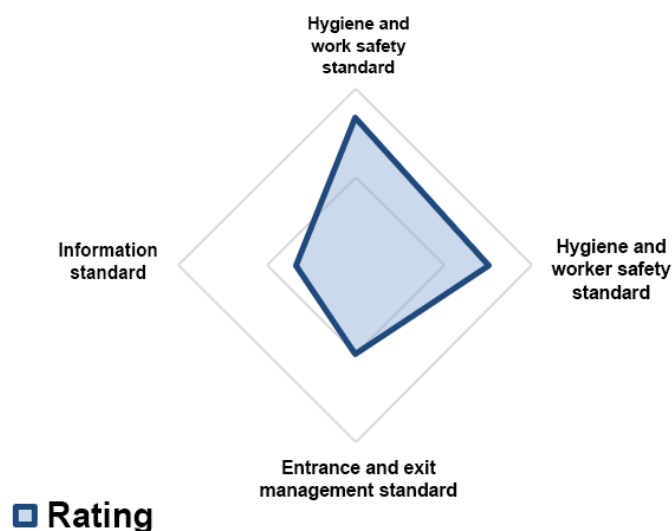 Hygiene and
work safety
standard
Information
standard
Hygiene and
worker safety
standard
Entrance and exit
management standard
Rating